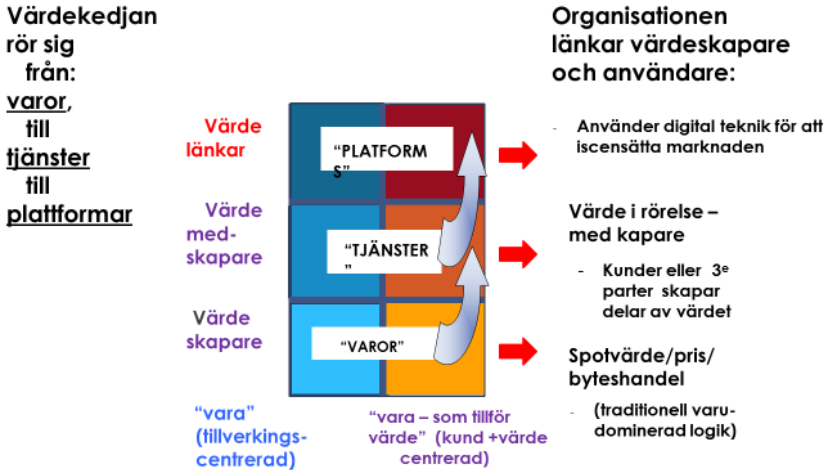 Värdekedjan
rör sig
från:
varor,
till
tjänster
till
plattformar
Värde
länkar
Värde
med-
skapare
Värde
skapare
“PLATFORM
S”
“TJÄNSTER
”
“VAROR”
“vara”
(tillverkings-
centrerad)
“vara – som tillför
värde” (kund +värde
centrerad)
Organisationen
länkar värdeskapare
och användare:
- Använder digital teknik för att
iscensätta marknaden
Värde i rörelse –
med kapare
- Kunder eller 3e
parter skapar
delar av värdet
Spotvärde/pris/
byteshandel
- (traditionell varu-
dominerad logik)